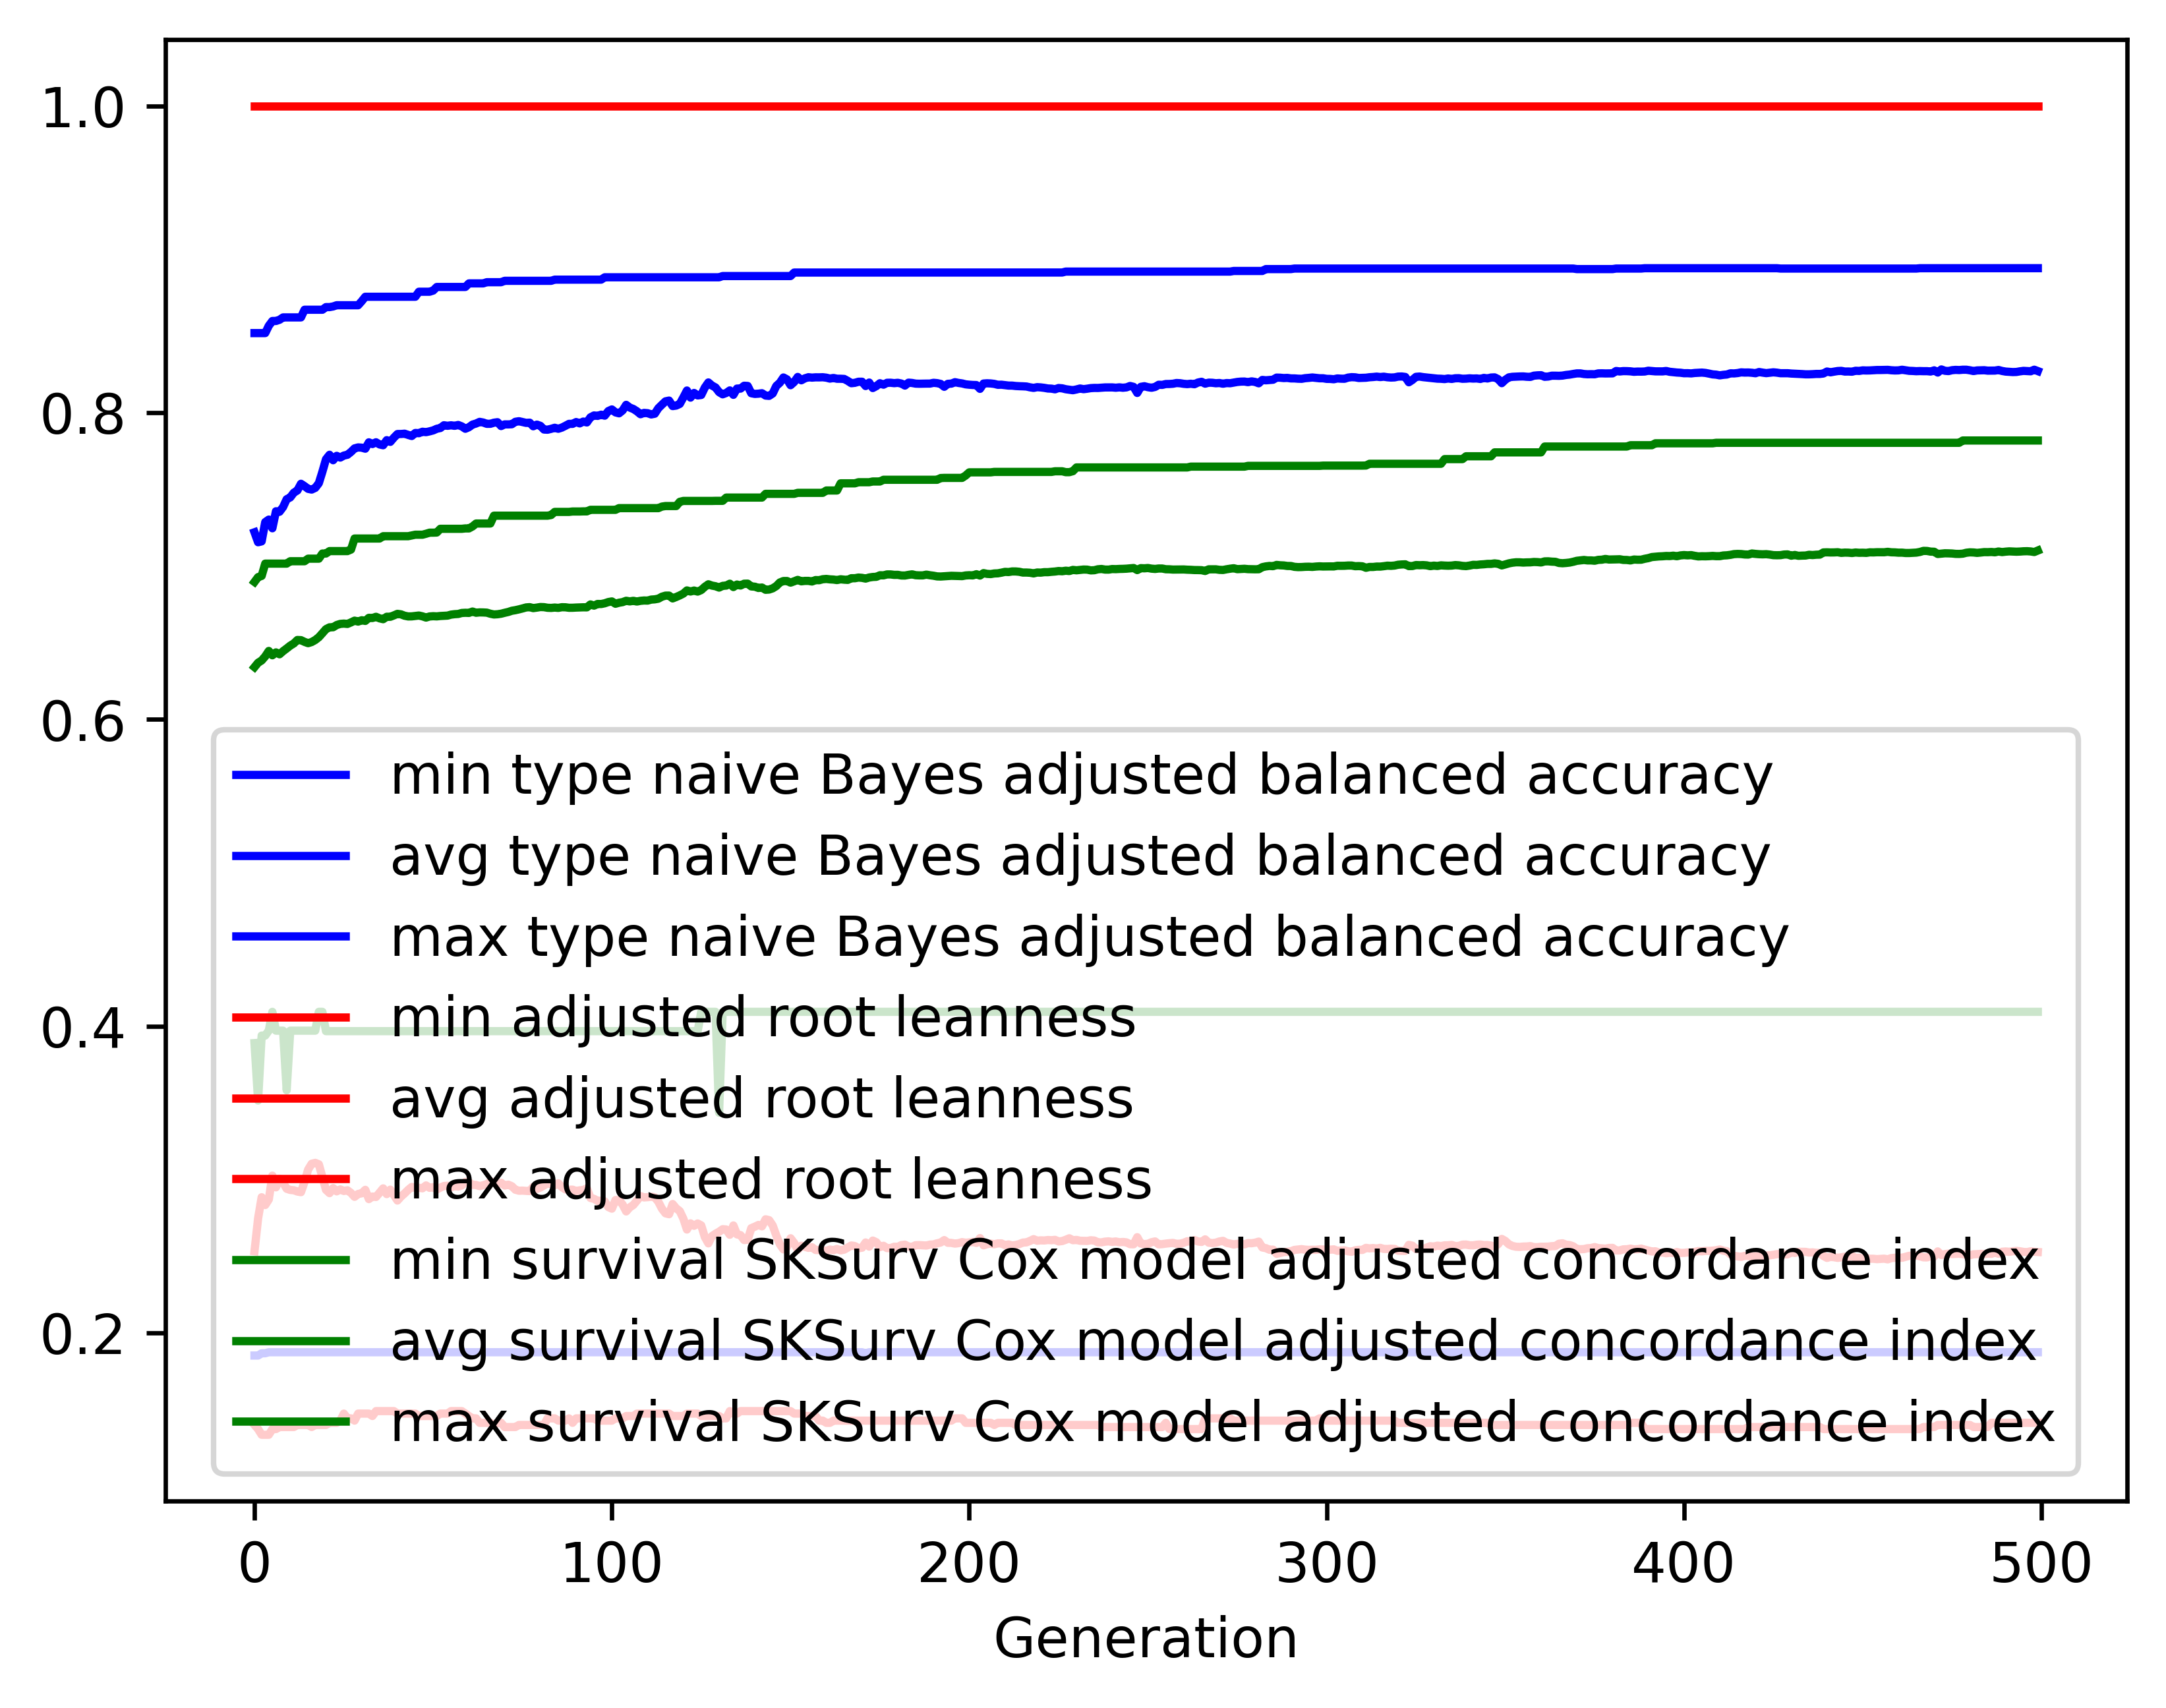 1.0
0.8
0.6
0.4
0.2
min type naive Bayes adjusted balanced accuracy
avg type naive Bayes adjusted balanced accuracy
max type naive Bayes adjusted balanced accuracy
min adjusted root leanness
avg adjusted root leanness
max adjusted root leanness
min survival SKSurv Cox model adjusted concordance index
avg survival SKSurv Cox model adjusted concordance index
max survival SKSurv Cox model adjusted concordance index
0 100 200 300 400 500
Generation